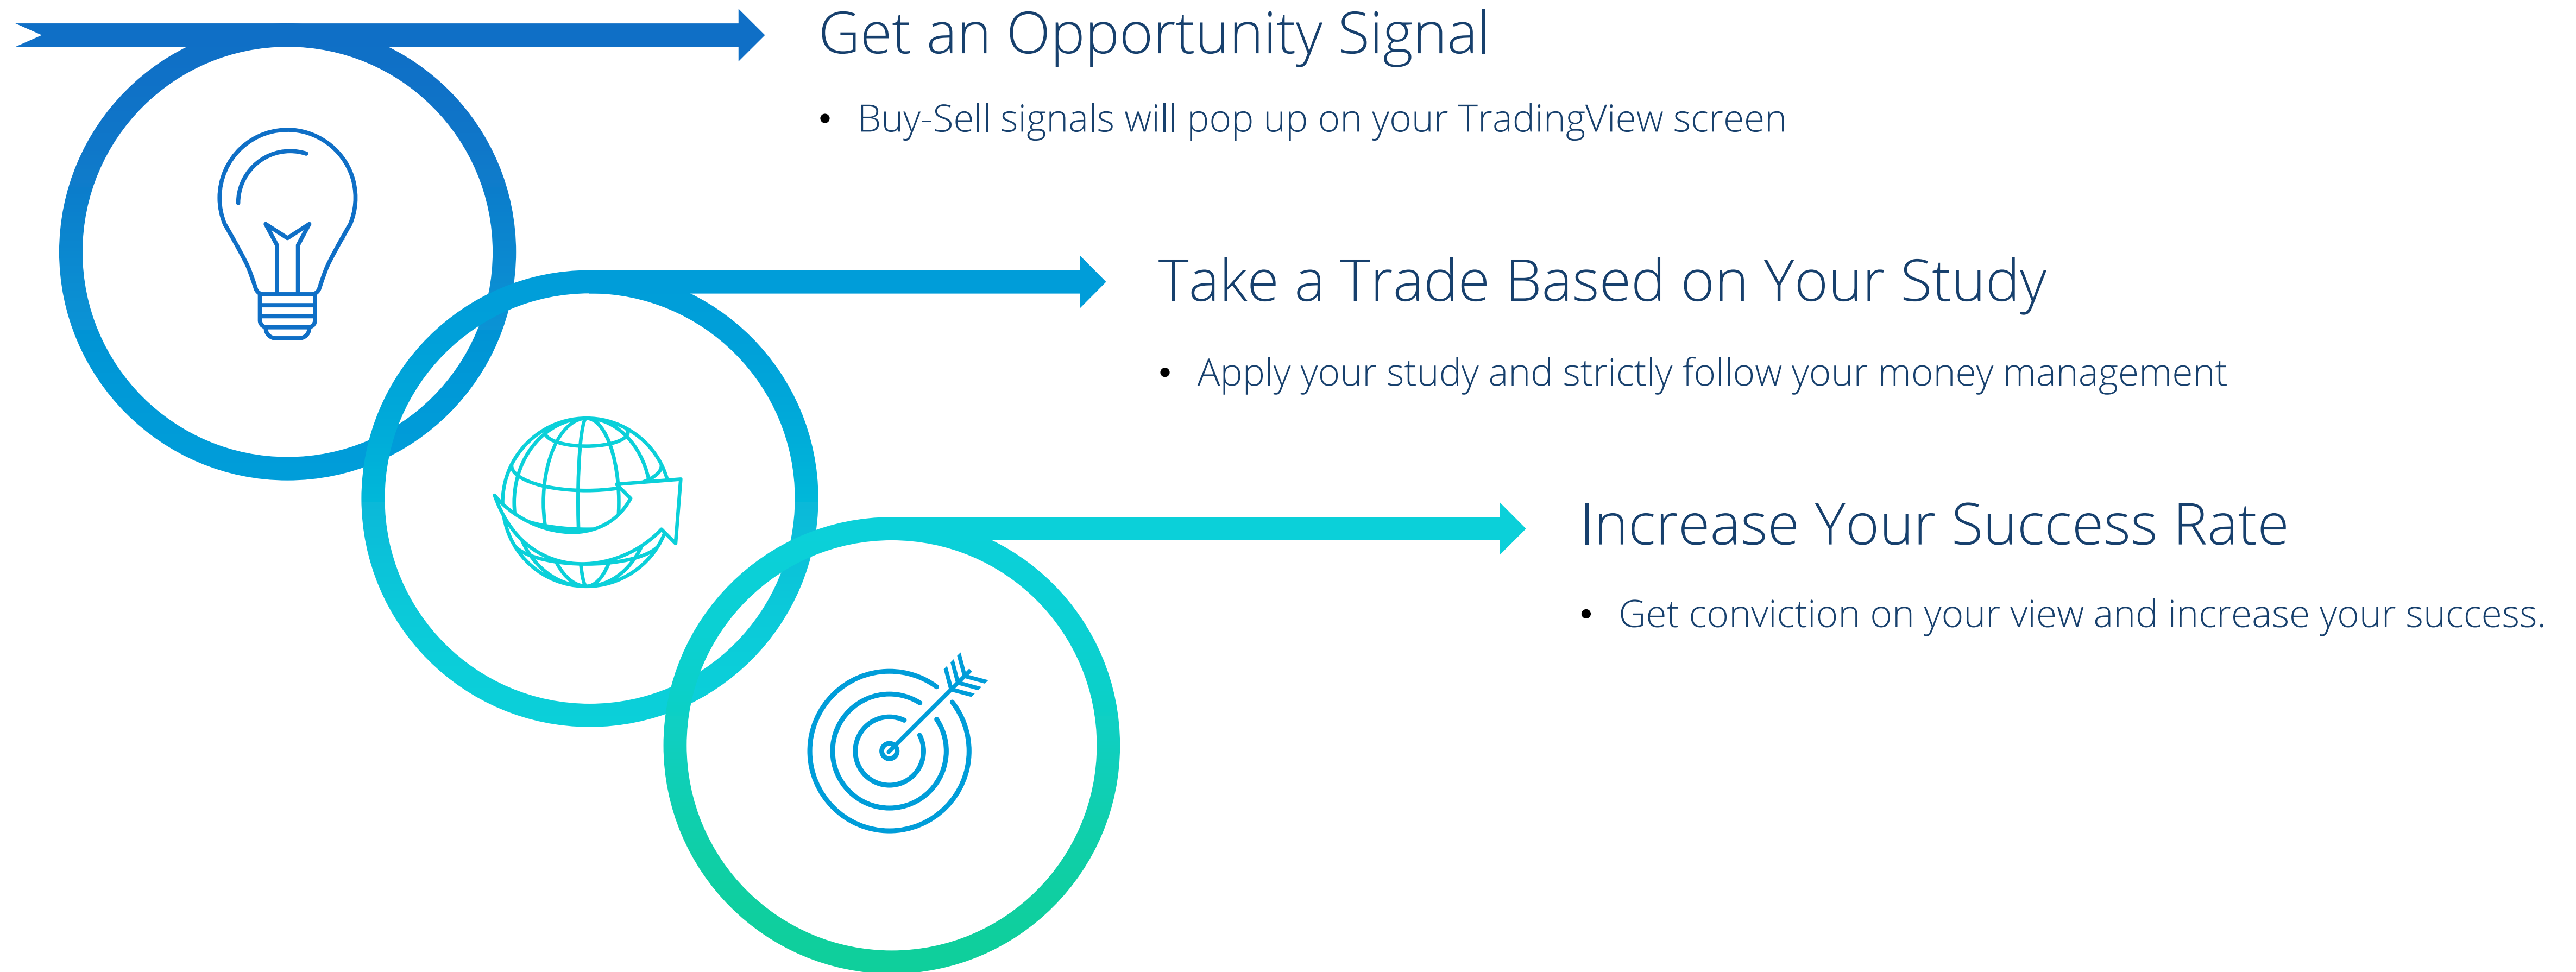 Get an Opportunity Signal
• Buy-Sell signals will pop up on your TradingView screen
Take a Trade Based on Your Study
• Apply your study and strictly follow your money management
Increase Your Success Rate
• Get conviction on your view and increase your success.